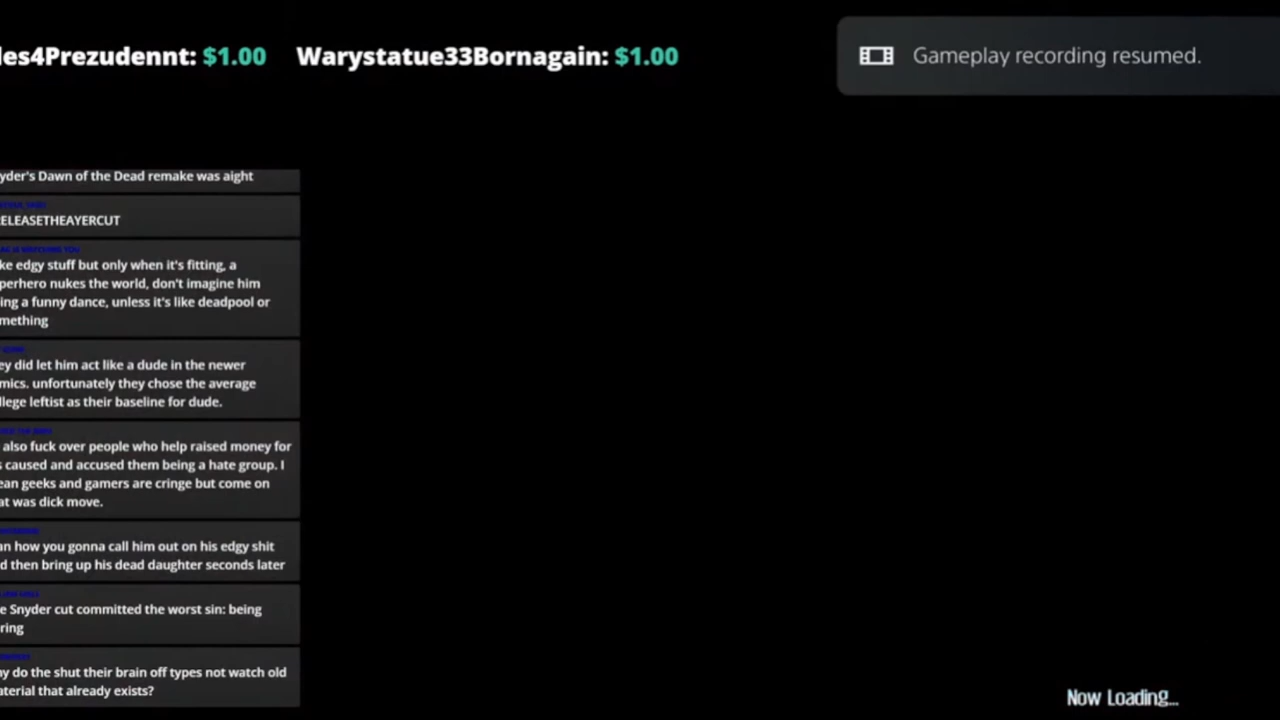 les4Prezudennt: $1.00 Warystatue33Bornagain: $1.00
Gameplay recording resumed.
yder's Dawn of the Dead remake was aight
ELEASETHEAYERCUT
ke edgy stuff but only when it's fitting, a
perhero nukes the world, don't imagine him
ing a funny dance, unless it's like deadpool or
mething
ey did let him act like a dude in the newer
mics. unfortunately they chose the average
llege leftist as their baseline for dude.
also fuck over people who help raised money for
s caused and accused them being a hate group. I
ean geeks and gamers are cringe but come on
at was dick move.
an how you gonna call him out on his edgy shit
d then bring up his dead daughter seconds later
e Snyder cut committed the worst sin: being
ring
y do the shut their brain off types not watch old
aterial that already exists?
Now Loading...